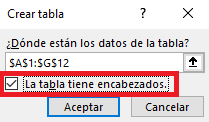 Crear tabla
¿Dónde están los datos de la tabla?
$A$1:$G$12
La tabla tiene encabezados.
Aceptar
Cancelar